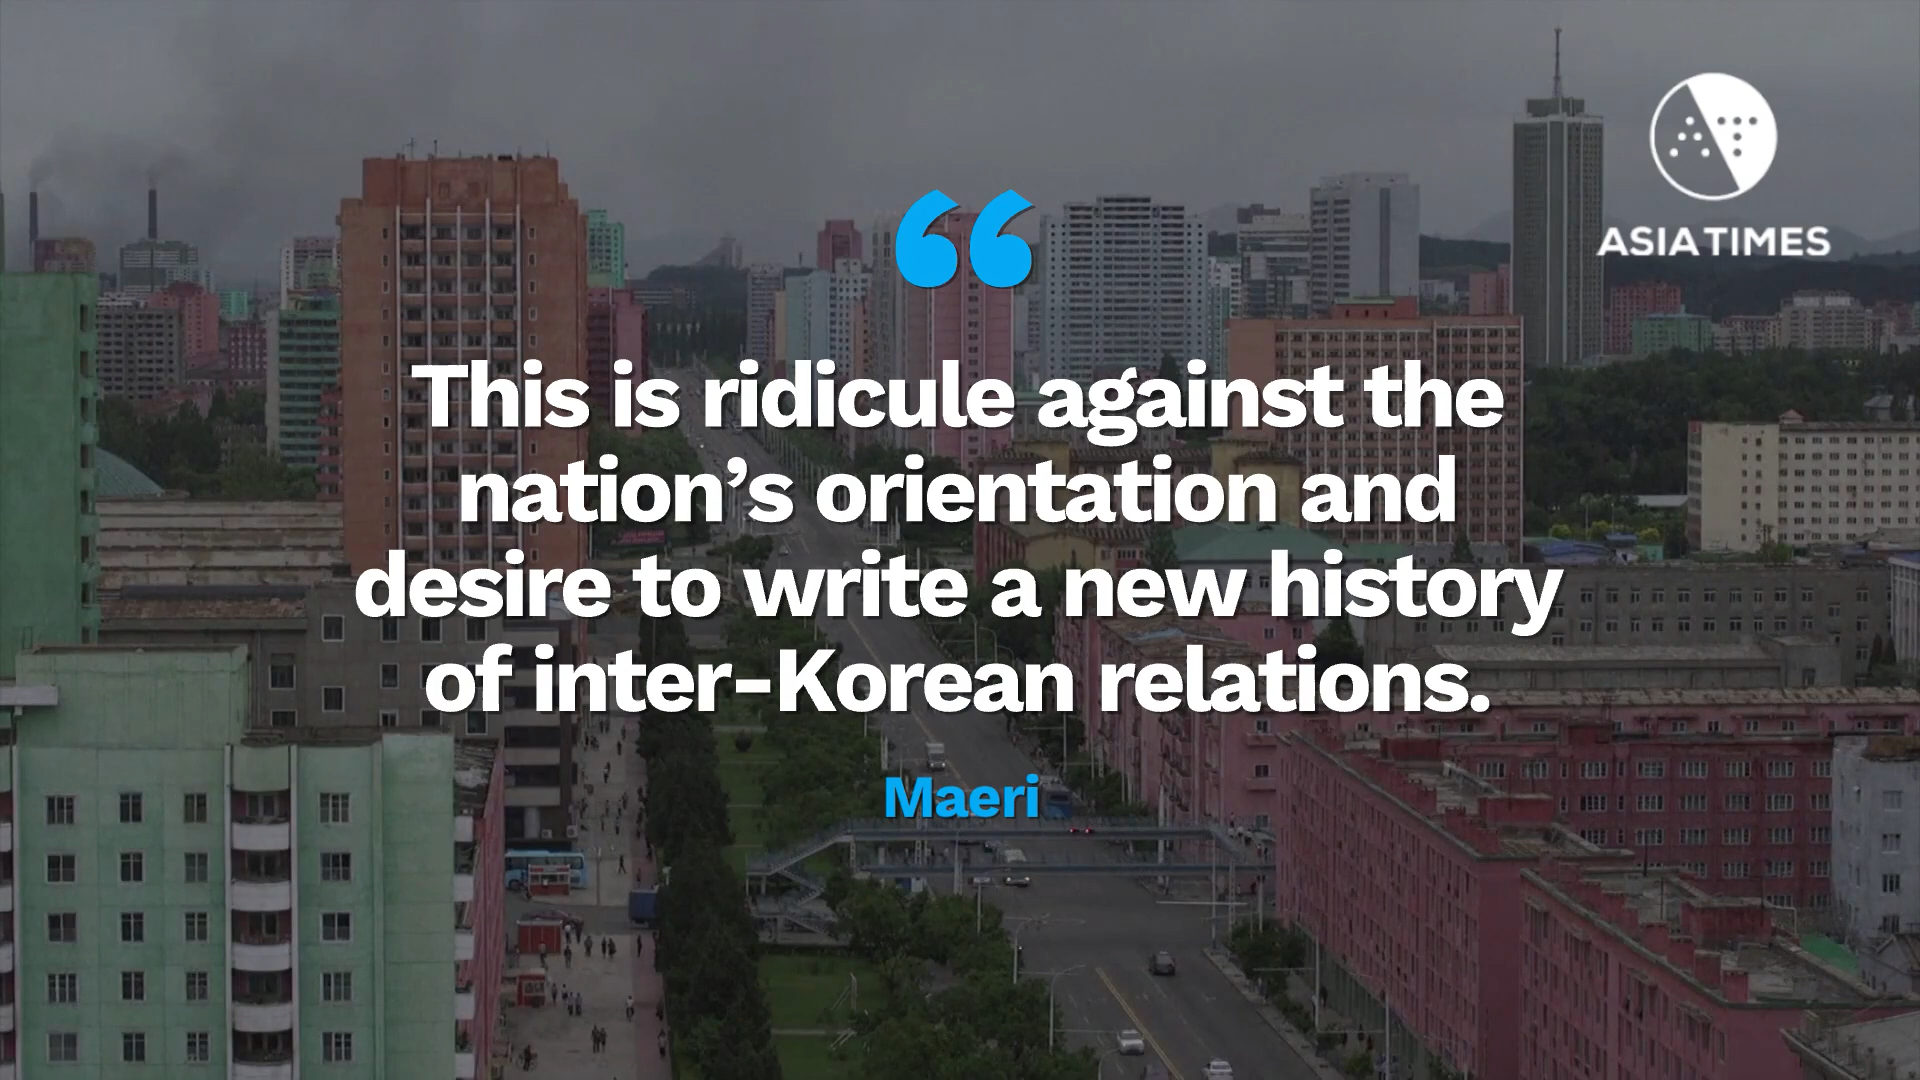 ASIA TIMES
“
This is ridicule against the
nation’s orientation and
desire to write a new history
of inter-Korean relations.
Maeri